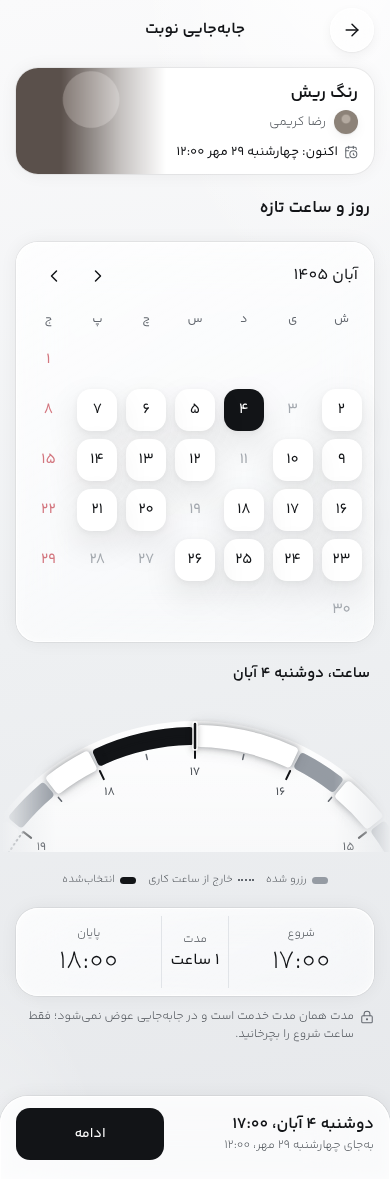 جابه‌جایی نوبت
رنگ ریش
رضا کریمی
اکنون: چهارشنبه ۲۹ مهر ۱۲:۰۰
روز و ساعت تازه
آبان ۱۴۰۵
ش ی د س چ پ ج
۱
۲ ۳ ۴ ۵ ۶ ۷ ۸
۹ ۱۰ ۱۱ ۱۲ ۱۳ ۱۴ ۱۵
۱۶ ۱۷ ۱۸ ۱۹ ۲۰ ۲۱ ۲۲
۲۳ ۲۴ ۲۵ ۲۶ ۲۷ ۲۸ ۲۹
۳۰
ساعت، دوشنبه ۴ آبان
۱۵ ۱۶ ۱۷ ۱۸ ۱۹
رزرو شده خارج از ساعت کاری انتخاب‌شده
شروع مدت پایان
۱۷:۰۰ ۱ ساعت ۱۸:۰۰
مدت همان مدت خدمت است و در جابه‌جایی عوض نمی‌شود؛ فقط
ساعت شروع را بچرخانید.
دوشنبه ۴ آبان، ۱۷:۰۰
به‌جای چهارشنبه ۲۹ مهر، ۱۲:۰۰
ادامه